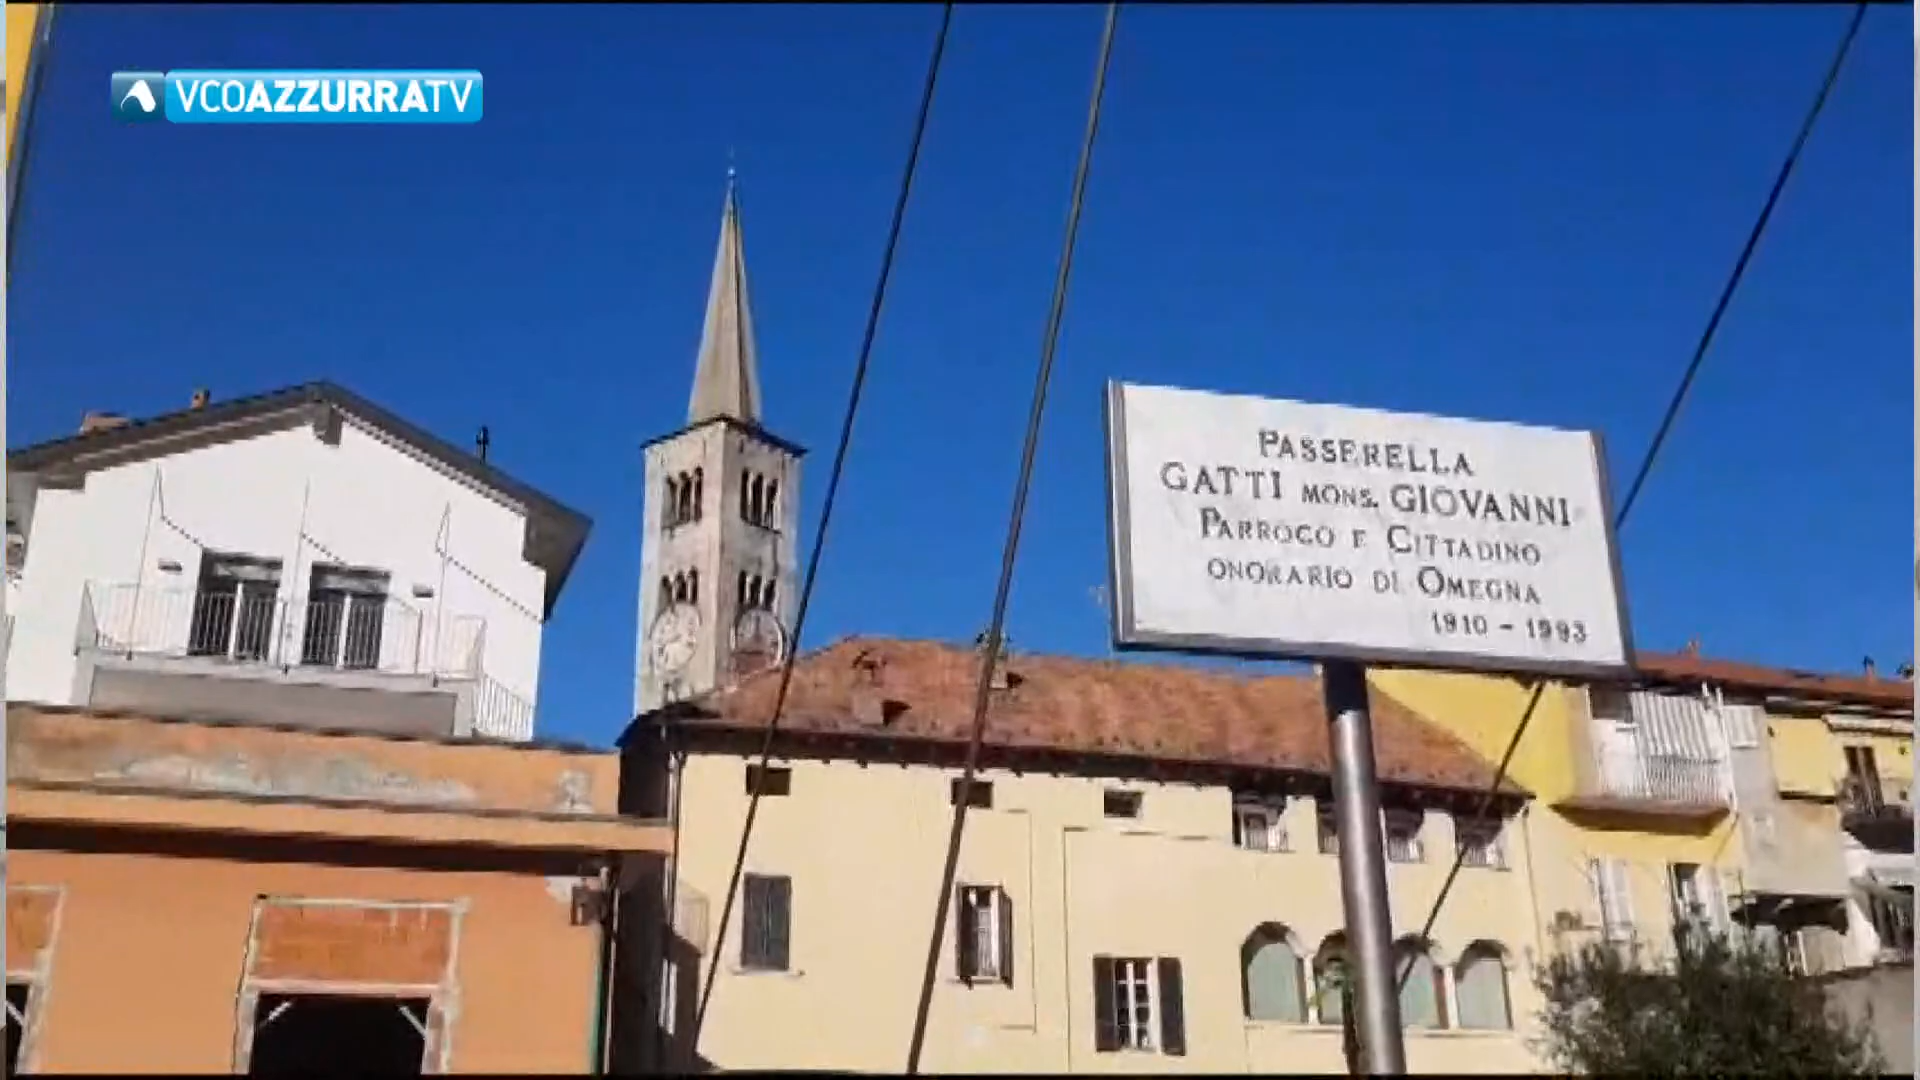 VCOAZZURRATV
PASSERELLA
GATTI MONS. GIOVANNI
PARROCO E CITTADINO
ONORARIO DI OMEGNA
1910 - 1993